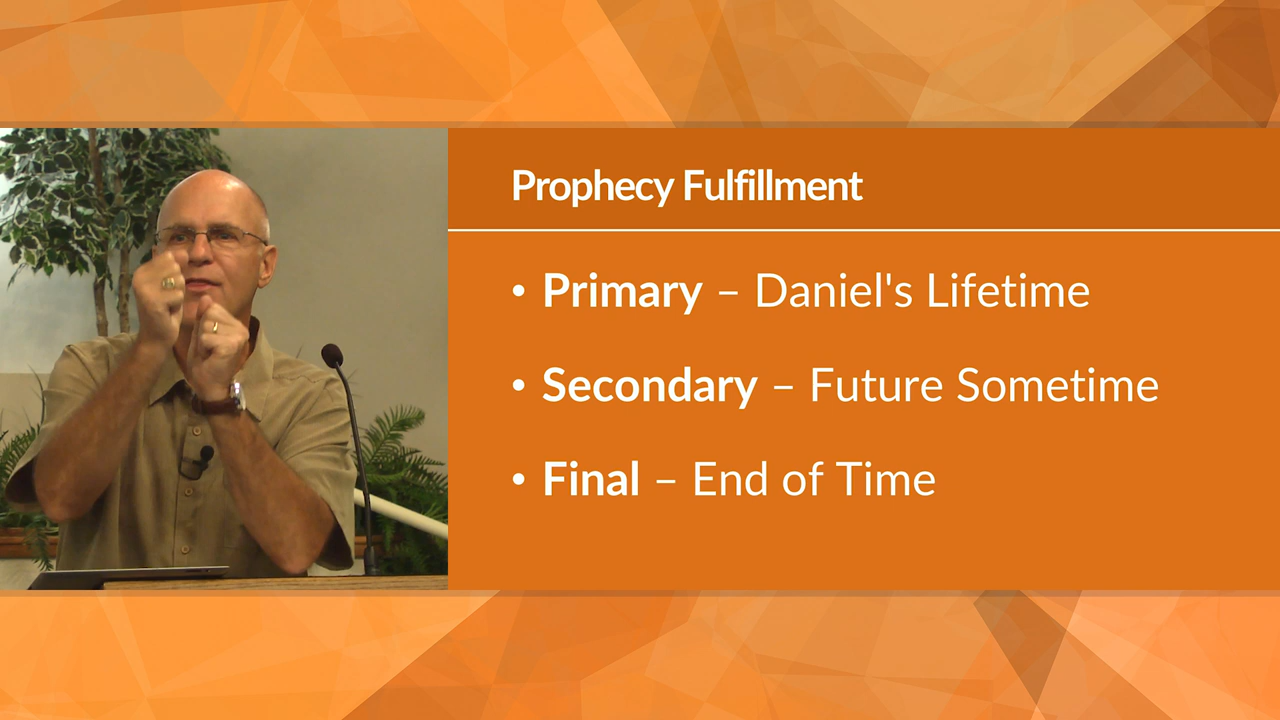 Prophecy Fulfillment
• Primary – Daniel's Lifetime
• Secondary – Future Sometime
• Final – End of Time